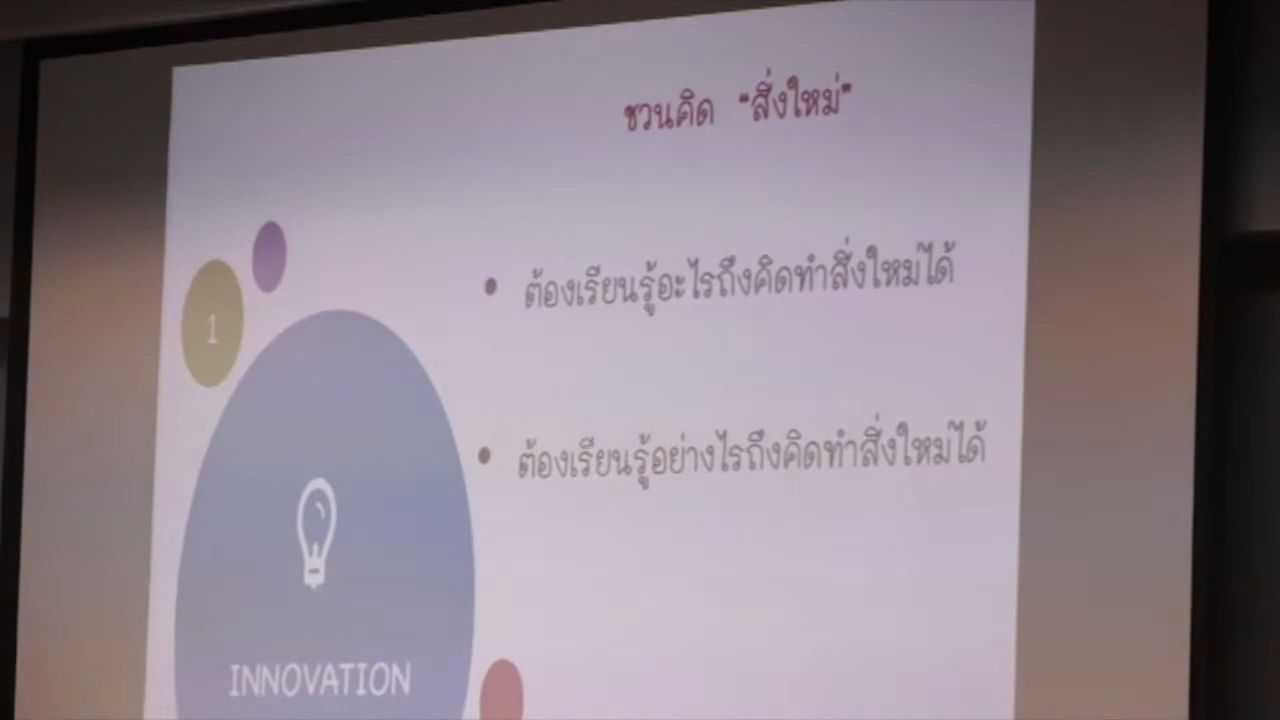 ชวนคิด "สิ่งใหม่"
1
• ต้องเรียนรู้อะไรถึงคิดทำสิ่งใหม่ได้
• ต้องเรียนรู้อย่างไรถึงคิดทำสิ่งใหม่ได้
INNOVATION